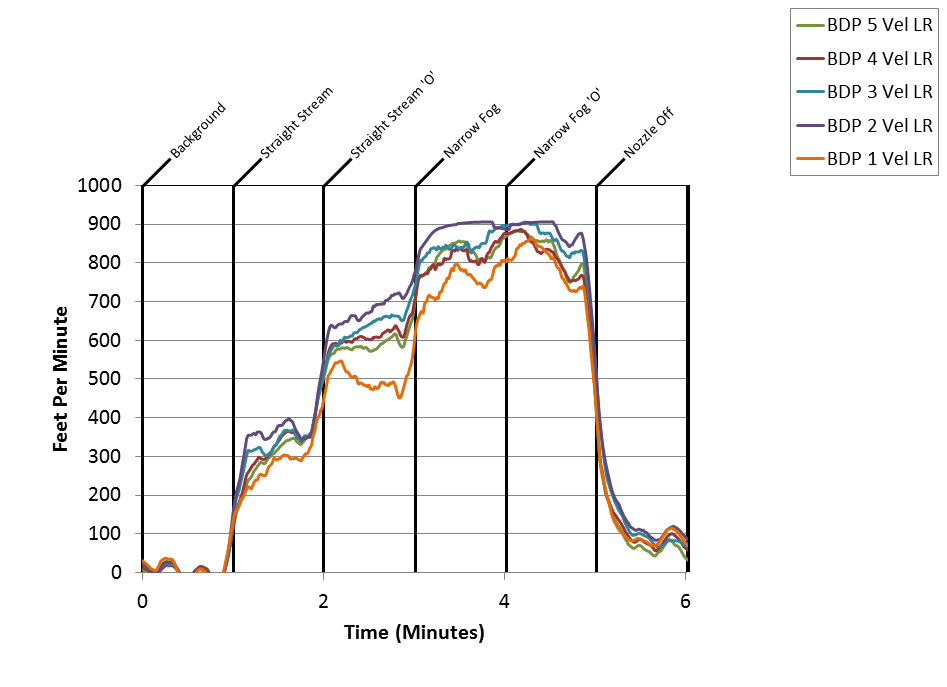 BDP 5 Vel LR
BDP 4 Vel LR
BDP 3 Vel LR
BDP 2 Vel LR
BDP 1 Vel LR
Background
Straight Stream
Straight Stream 'O'
Narrow Fog
Narrow Fog 'O'
Nozzle Off
Feet Per Minute
1000
900
800
700
600
500
400
300
200
100
0
0 2 4 6
Time (Minutes)